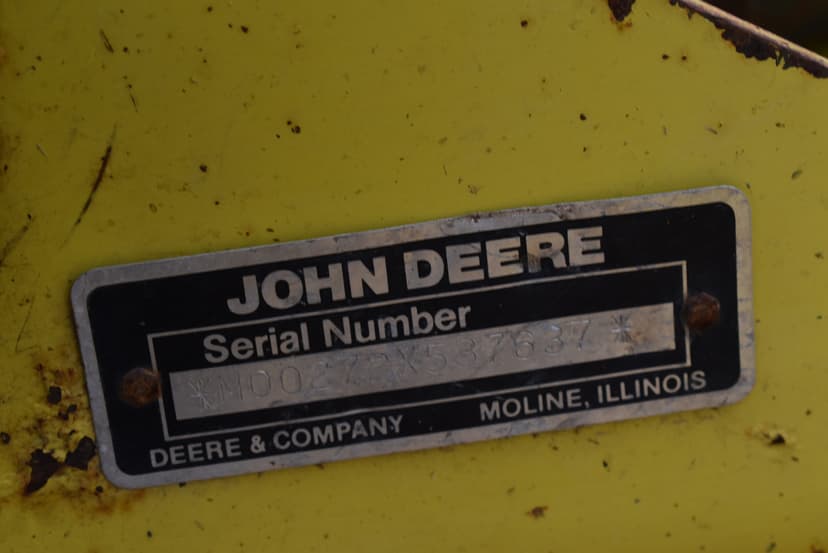 JOHN DEERE
Serial Number
*M00272X537637*
DEERE & COMPANY MOLINE, ILLINOIS